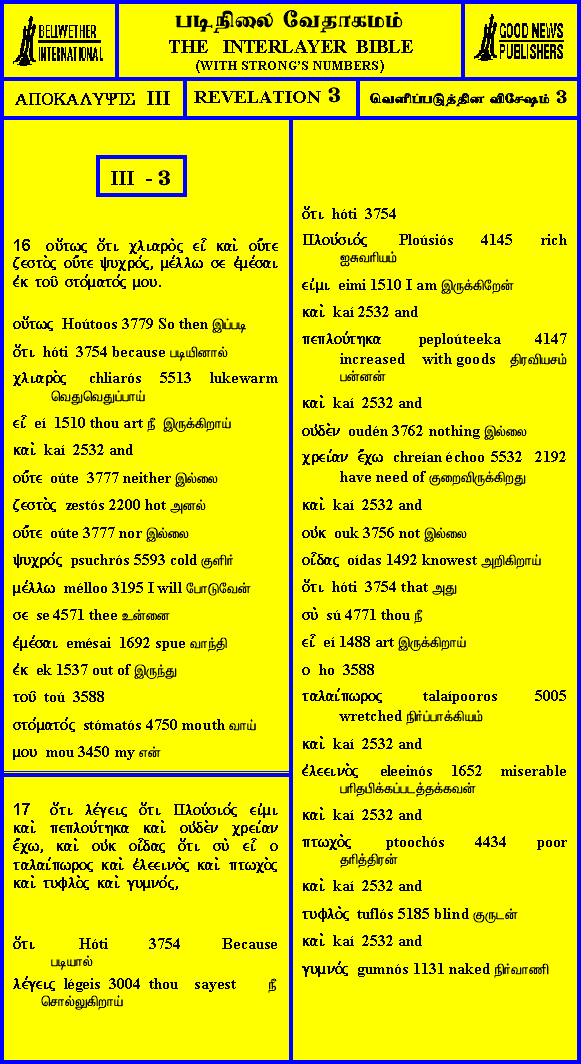 BELLWETHER
INTERNATIONAL
படிநிலை வேதாகமம்
THE INTERLAYER BIBLE
(WITH STRONG'S NUMBERS)
GOOD NEWS
PUBLISHERS
ΑΠΟΚΑΛΥΨΙΣ III
REVELATION 3
வெளிப்படுத்தின விசேஷம் 3
III - 3
16 οὕτως ὅτι χλιαρὸς εἶ καὶ οὔτε
ζεστὸς οὔτε ψυχρός, μέλλω σε ἐμέσαι
ἐκ τοῦ στόματός μου.
οὕτως Hoútoos 3779 So then இப்படி
ὅτι hóti 3754 because படியினால்
χλιαρὸς chliarós 5513 lukewarm
வெதுவெதுப்பாய்
εἶ eí 1510 thou art நீ இருக்கிறாய்
καὶ kaí 2532 and
οὔτε oúte 3777 neither இல்லை
ζεστὸς zestós 2200 hot அனல்
οὔτε oúte 3777 nor இல்லை
ψυχρός psuchrós 5593 cold குளிர்
μέλλω mélloo 3195 I will போடுவேன்
σε se 4571 thee உன்னை
ἐμέσαι emésai 1692 spue வாந்தி
ἐκ ek 1537 out of இருந்து
τοῦ toú 3588
στόματός stómatós 4750 mouth வாய்
μου mou 3450 my என்
17 ὅτι λέγεις ὅτι Πλούσιός εἰμι
καὶ πεπλούτηκα καὶ οὐδὲν χρείαν
ἔχω, καὶ οὐκ οἶδας ὅτι σὺ εἶ ο
ταλαίπωρος καὶ ἐλεεινὸς καὶ πτωχὸς
καὶ τυφλὸς καὶ γυμνός,
ὅτι Hóti 3754 Because
படியால்
λέγεις légeis 3004 thou sayest நீ
சொல்லுகிறாய்
ὅτι hóti 3754
Πλούσιός Ploúsiós 4145 rich
ஐசுவரியம்
εἰμι eimi 1510 I am இருக்கிறேன்
καὶ kaí 2532 and
πεπλούτηκα peploúteeka 4147
increased with goods திரவியசம்
பன்னன்
καὶ kaí 2532 and
οὐδὲν oudén 3762 nothing இல்லை
χρείαν ἔχω chreían échoo 5532 2192
have need of குறைவிருக்கிறது
καὶ kaí 2532 and
οὐκ ouk 3756 not இல்லை
οἶδας oídas 1492 knowest அறிகிறாய்
ὅτι hóti 3754 that அது
σὺ sú 4771 thou நீ
εἶ eí 1488 art இருக்கிறாய்
ο ho 3588
ταλαίπωρος talaípooros 5005
wretched நிர்ப்பாக்கியம்
καὶ kaí 2532 and
ἐλεεινὸς eleeinós 1652 miserable
பரிதபிக்கப்படத்தக்கவன்
καὶ kaí 2532 and
πτωχὸς ptoochós 4434 poor
தரித்திரன்
καὶ kaí 2532 and
τυφλὸς tuflós 5185 blind குருடன்
καὶ kaí 2532 and
γυμνός gumnós 1131 naked நிர்வாணி